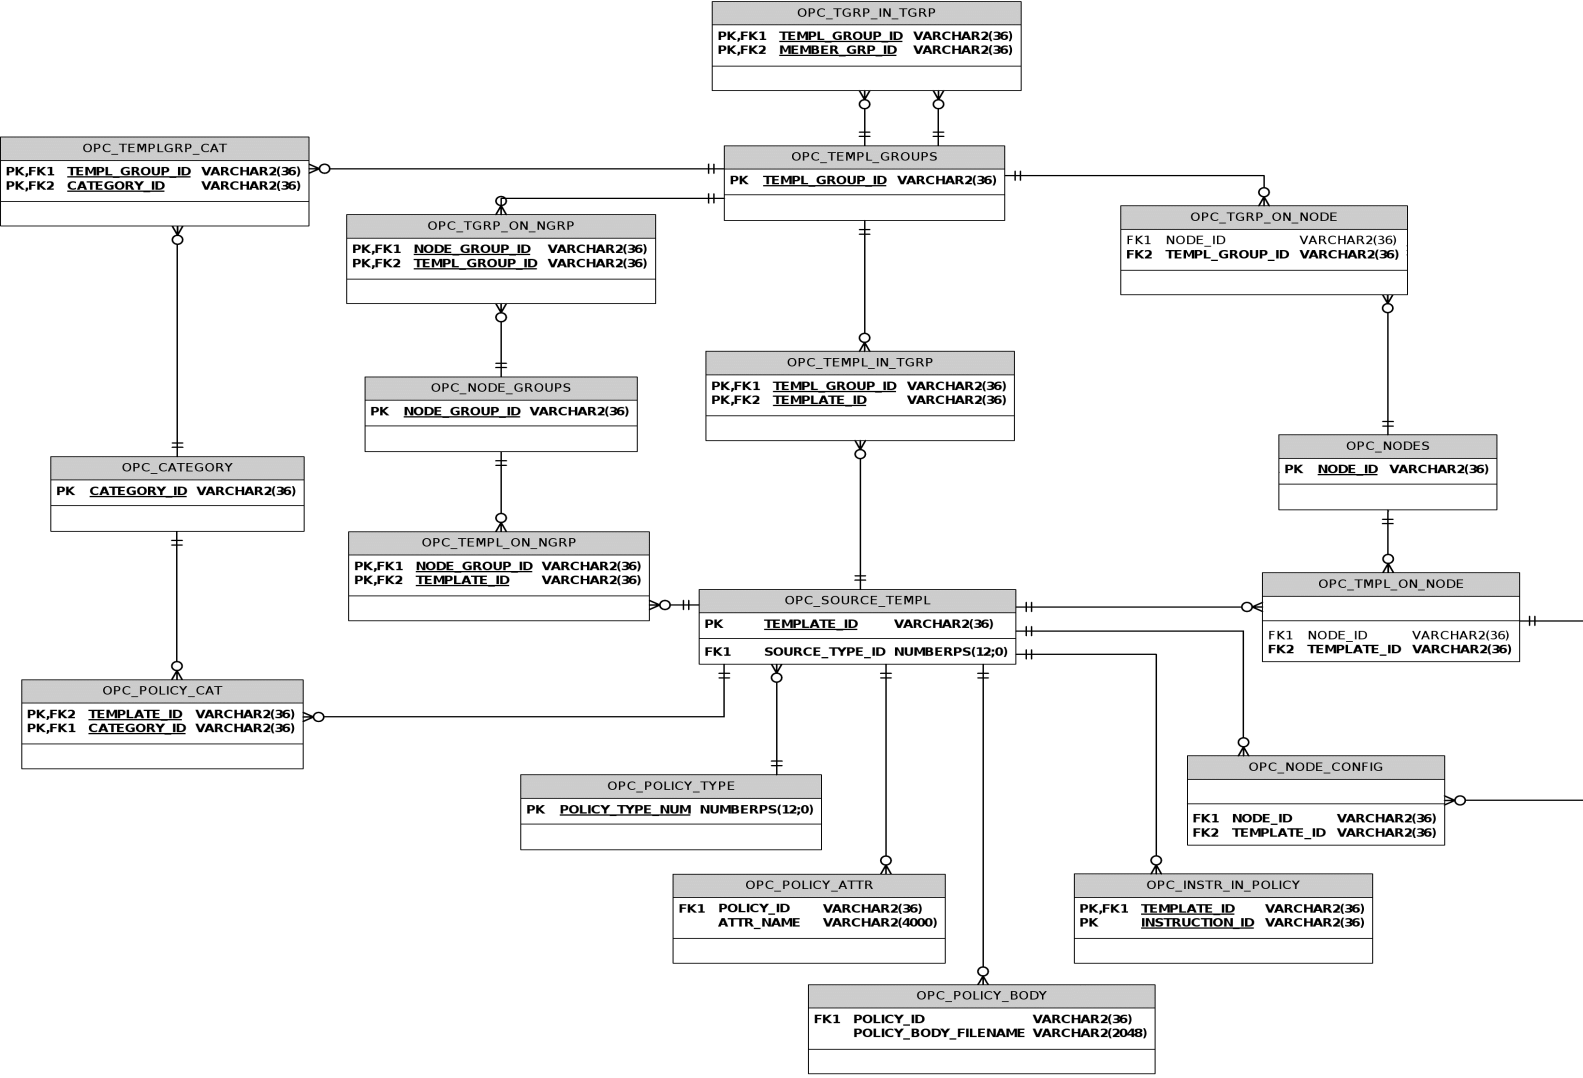 OPC_TGRP_IN_TGRP
PK,FK1 TEMPL_GROUP_ID VARCHAR2(36)
PK,FK2 MEMBER_GRP_ID VARCHAR2(36)
OPC_TEMPLGRP_CAT
PK,FK1 TEMPL_GROUP_ID VARCHAR2(36)
PK,FK2 CATEGORY_ID VARCHAR2(36)
OPC_TEMPL_GROUPS
PK TEMPL_GROUP_ID VARCHAR2(36)
OPC_TGRP_ON_NGRP
PK,FK1 NODE_GROUP_ID VARCHAR2(36)
PK,FK2 TEMPL_GROUP_ID VARCHAR2(36)
OPC_TGRP_ON_NODE
FK1 NODE_ID VARCHAR2(36)
FK2 TEMPL_GROUP_ID VARCHAR2(36)
OPC_NODE_GROUPS
PK NODE_GROUP_ID VARCHAR2(36)
OPC_TEMPL_IN_TGRP
PK,FK1 TEMPL_GROUP_ID VARCHAR2(36)
PK,FK2 TEMPLATE_ID VARCHAR2(36)
OPC_NODES
PK NODE_ID VARCHAR2(36)
OPC_CATEGORY
PK CATEGORY_ID VARCHAR2(36)
OPC_TEMPL_ON_NGRP
PK,FK1 NODE_GROUP_ID VARCHAR2(36)
PK,FK2 TEMPLATE_ID VARCHAR2(36)
OPC_SOURCE_TEMPL
PK TEMPLATE_ID VARCHAR2(36)
FK1 SOURCE_TYPE_ID NUMBERPS(12;0)
OPC_TMPL_ON_NODE
FK1 NODE_ID VARCHAR2(36)
FK2 TEMPLATE_ID VARCHAR2(36)
OPC_POLICY_CAT
PK,FK2 TEMPLATE_ID VARCHAR2(36)
PK,FK1 CATEGORY_ID VARCHAR2(36)
OPC_POLICY_TYPE
PK POLICY_TYPE_NUM NUMBERPS(12;0)
OPC_NODE_CONFIG
FK1 NODE_ID VARCHAR2(36)
FK2 TEMPLATE_ID VARCHAR2(36)
OPC_POLICY_ATTR
FK1 POLICY_ID VARCHAR2(36)
ATTR_NAME VARCHAR2(4000)
OPC_INSTR_IN_POLICY
PK,FK1 TEMPLATE_ID VARCHAR2(36)
PK INSTRUCTION_ID VARCHAR2(36)
OPC_POLICY_BODY
FK1 POLICY_ID VARCHAR2(36)
POLICY_BODY_FILENAME VARCHAR2(2048)